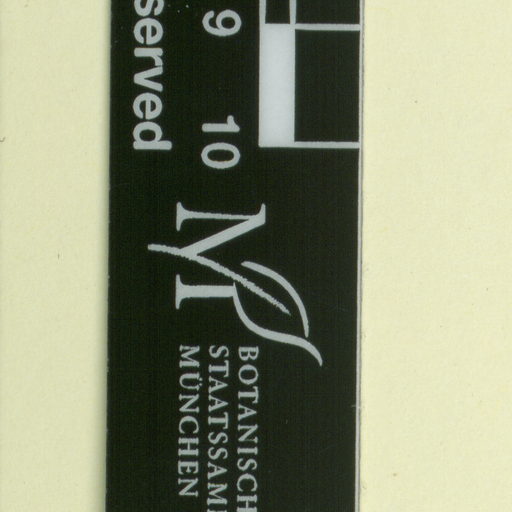 served
9 10
BOTANISCH
STAATSSAM
MÜNCHEN